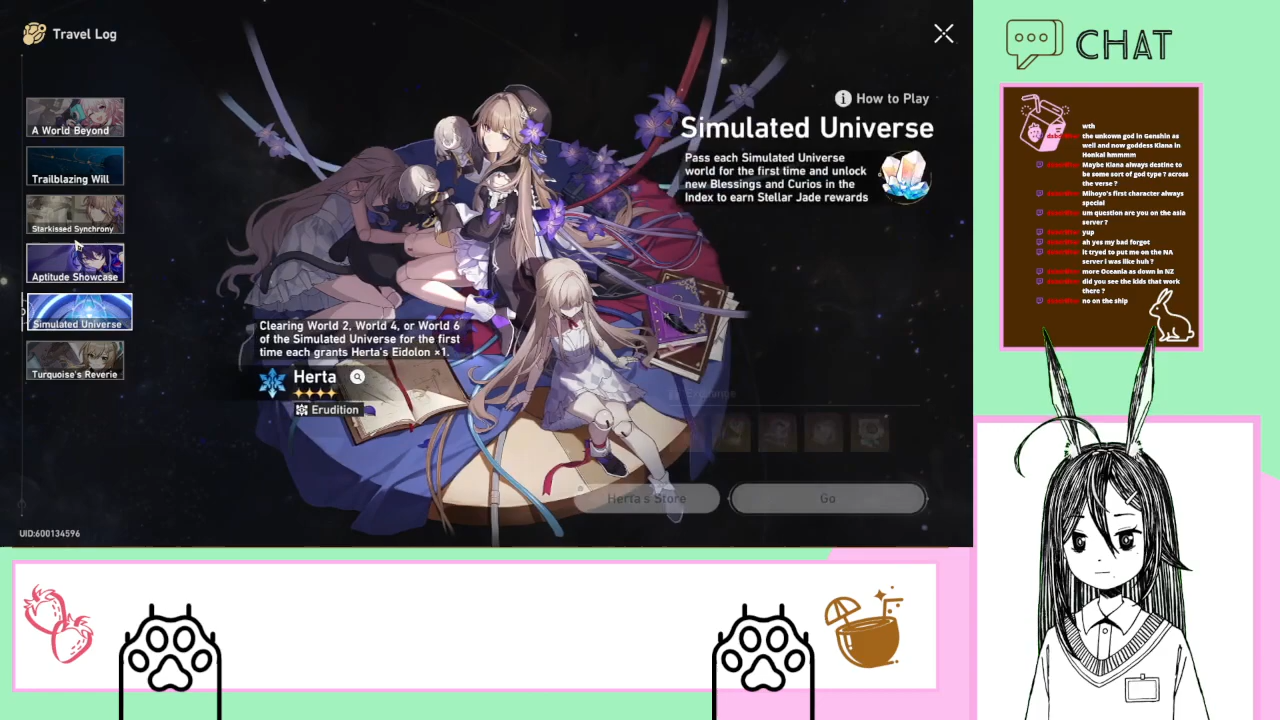 Travel Log
A World Beyond
Trailblazing Will
Starkissed Synchrony
Aptitude Showcase
Simulated Universe
Turquoise's Reverie
UID:600134596
How to Play
Simulated Universe
Pass each Simulated Universe
world for the first time and unlock
new Blessings and Curios in the
Index to earn Stellar Jade rewards
Clearing World 2, World 4, or World 6
of the Simulated Universe for the first
time each grants Herta's Eidolon ×1.
Herta
Erudition
Herta's Store
Go
CHAT
wth
the unkown god in Genshin as
well and now goddess Kiana in
Honkai hmmmm
Maybe Kiana always destine to
be some sort of god type ? across
the verse ?
Mihoyo's first character always
special
um question are you on the asia
server ?
yup
ah yes my bad forgot
it tryed to put me on the NA
server i was like huh ?
more Oceania as down in NZ
did you see the kids that work
there ?
no on the ship